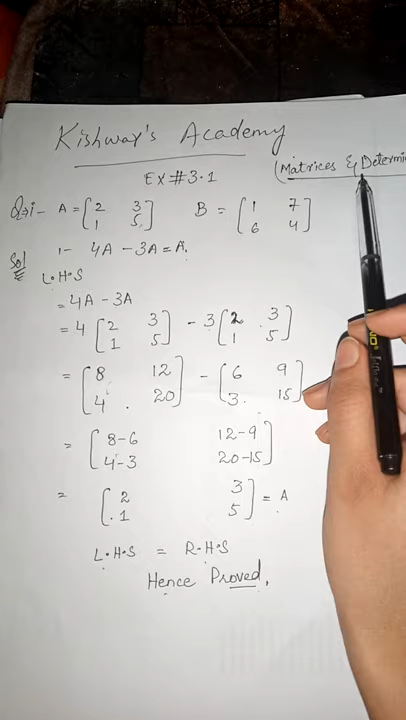 Kishwar's Academy
Ex # 3.1
(Matrices & Determi
Q2:i- A = [2 3 B = [1 7
1 5] 6 4]
1- 4A - 3A = A.
Sol
L.H.S
= 4A - 3A
= 4 [2 3 - 3 [2 3
1 5] 1 5]
= [8 12 - [6 9
4 20] 3 15]
= [8-6 12-9
4-3 20-15]
= [2 3 = A
1 5]
L.H.S = R.H.S
Hence Proved.